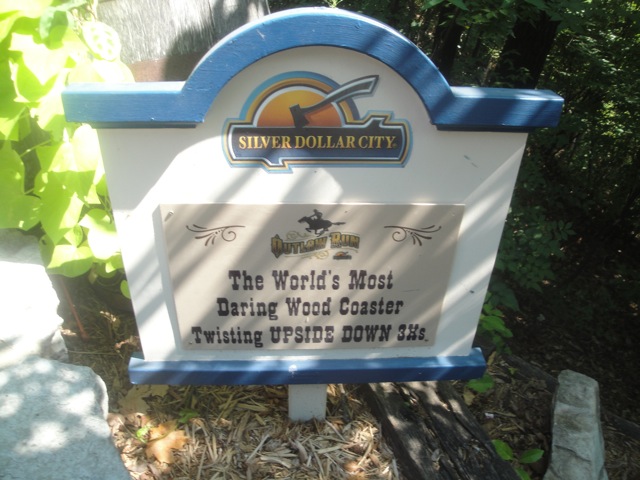 SILVER DOLLAR CITY
OUTLAW RUN
The World's Most
Daring Wood Coaster
Twisting UPSIDE DOWN 3Xs